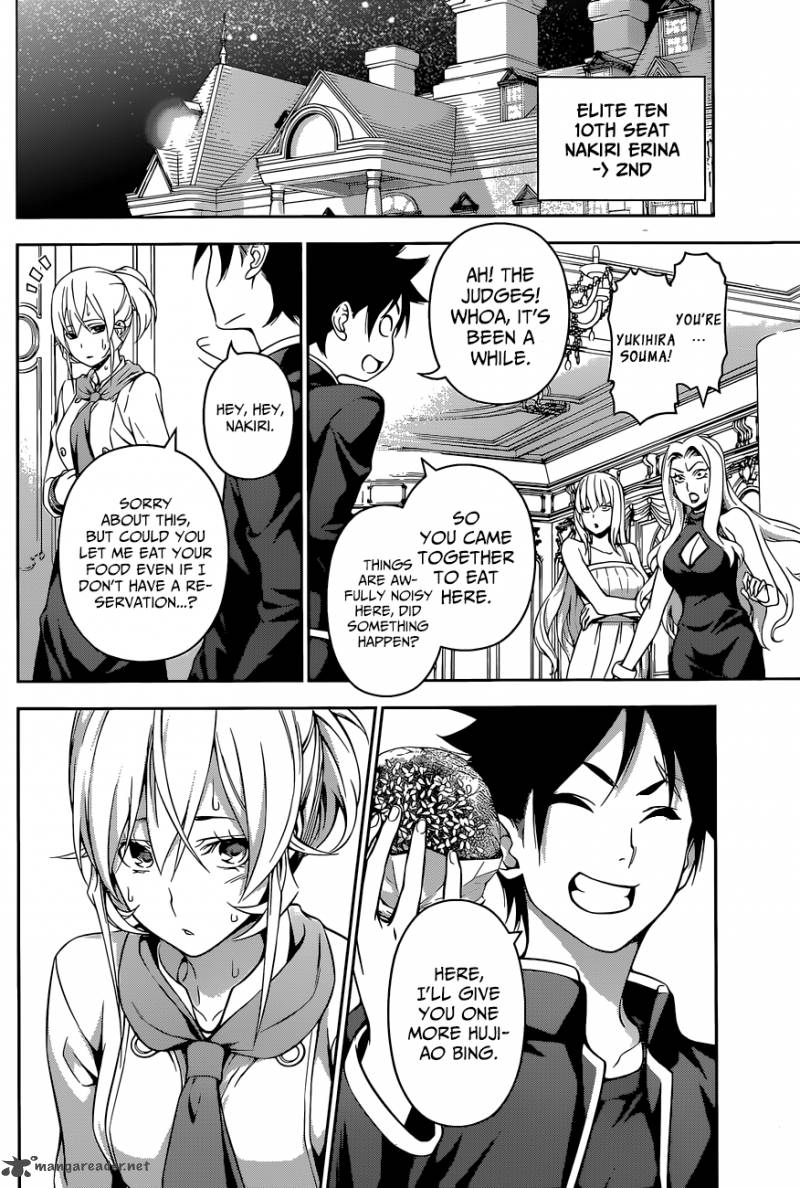 ELITE TEN
10TH SEAT
NAKIRI ERINA
-> 2ND
YOU'RE
...
YUKIHIRA
SOUMA!
AH! THE
JUDGES!
WHOA, IT'S
BEEN A
WHILE.
SO
YOU CAME
TOGETHER
TO EAT
HERE.
THINGS
ARE AW-
FULLY NOISY
HERE, DID
SOMETHING
HAPPEN?
HEY, HEY,
NAKIRI.
SORRY
ABOUT THIS,
BUT COULD YOU
LET ME EAT YOUR
FOOD EVEN IF I
DON'T HAVE A RE-
SERVATION...?
HERE,
I'LL GIVE
YOU ONE
MORE HUJI-
AO BING.
mangareader.net